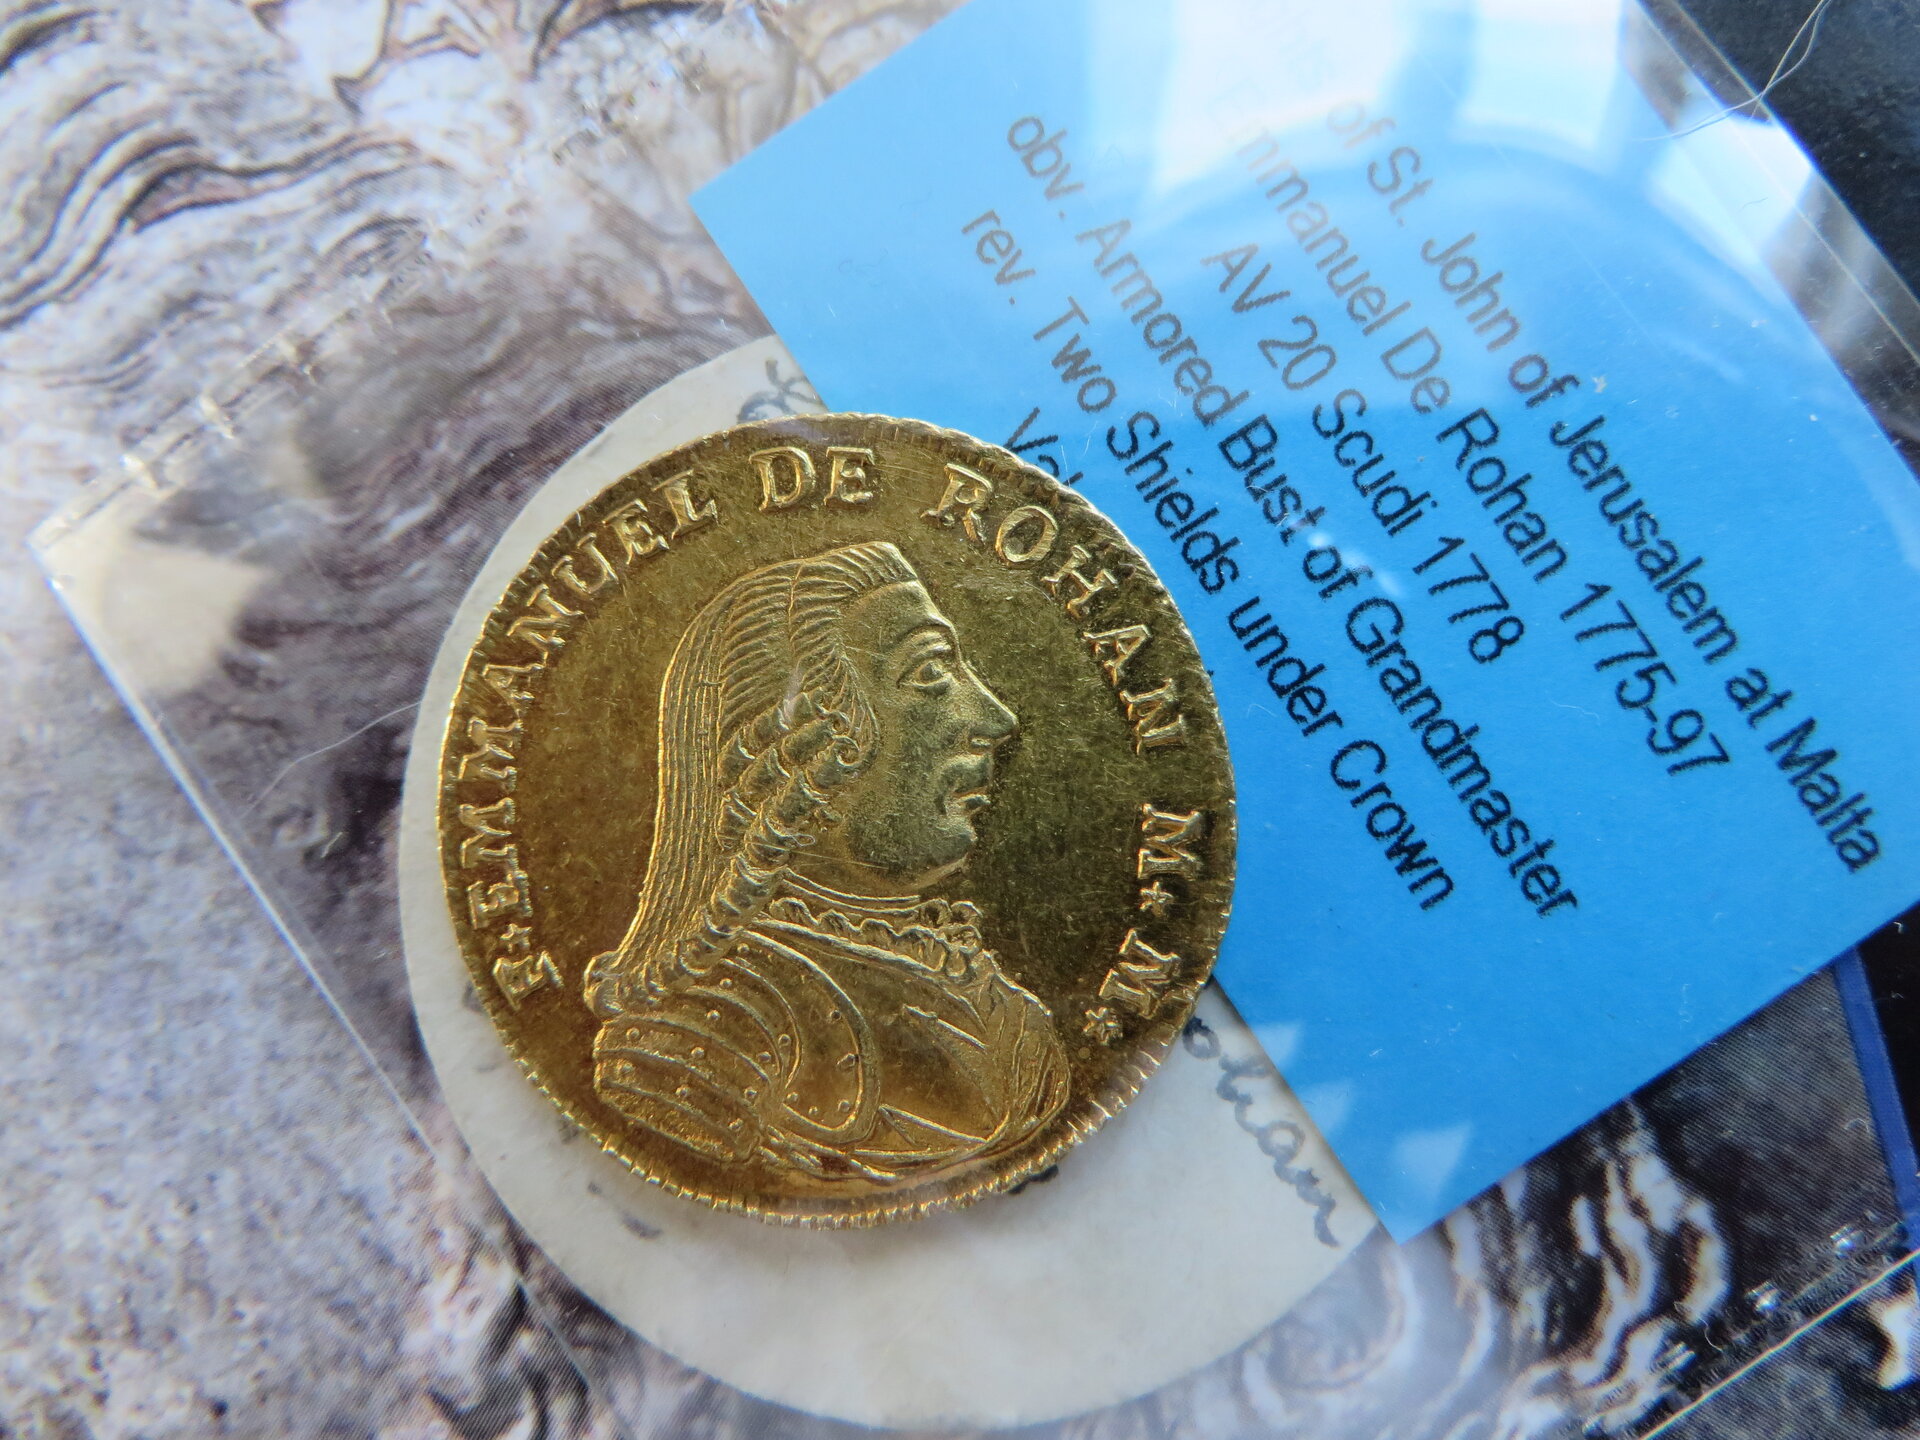 F * EMMANUEL DE ROHAN M * M *
of St. John of Jerusalem at Malta
Emmanuel De Rohan 1775-97
AV 20 Scudi 1778
obv. Armored Bust of Grandmaster
rev. Two Shields under Crown